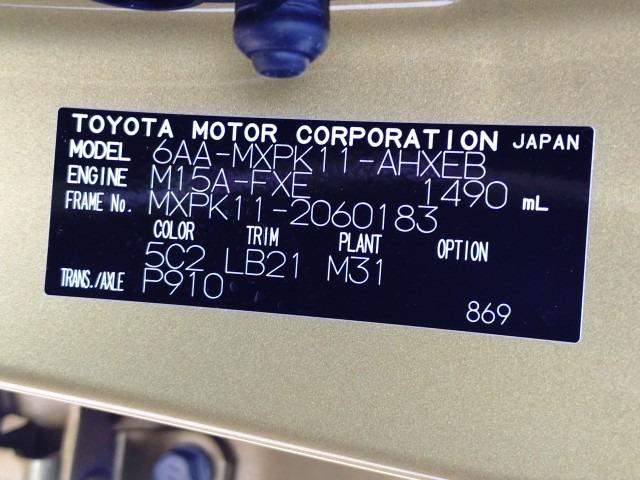 TOYOTA MOTOR CORPORATION JAPAN
MODEL 6AA-MXPK11-AHXEB
ENGINE M15A-FXE 1490 mL
FRAME No. MXPK11-2060183
COLOR TRIM PLANT OPTION
5C2 LB21 M31
TRANS./AXLE P910
869